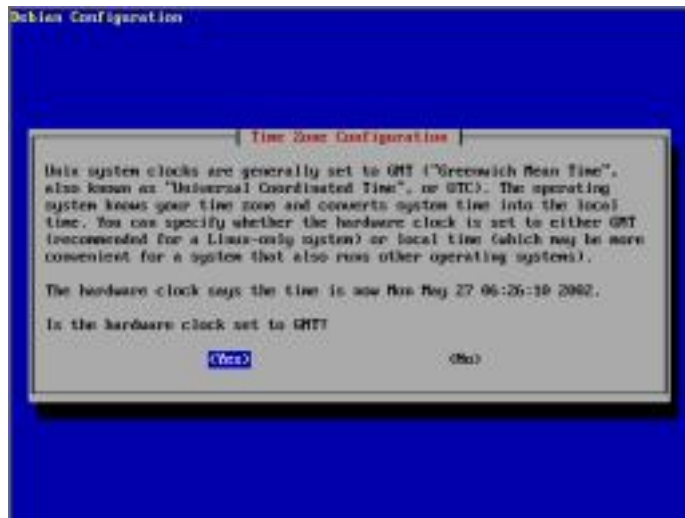 Debian Configuration
Time Zone Configuration
Unix system clocks are generally set to GMT ("Greenwich Mean Time",
also known as "Universal Coordinated Time", or UTC). The operating
system knows your time zone and converts system time into the local
time. You can specify whether the hardware clock is set to either GMT
(recommended for a Linux-only system) or local time (which may be more
convenient for a system that also runs other operating systems).
The hardware clock says the time is now Mon May 27 06:26:10 2002.
Is the hardware clock set to GMT?
<Yes> <No>